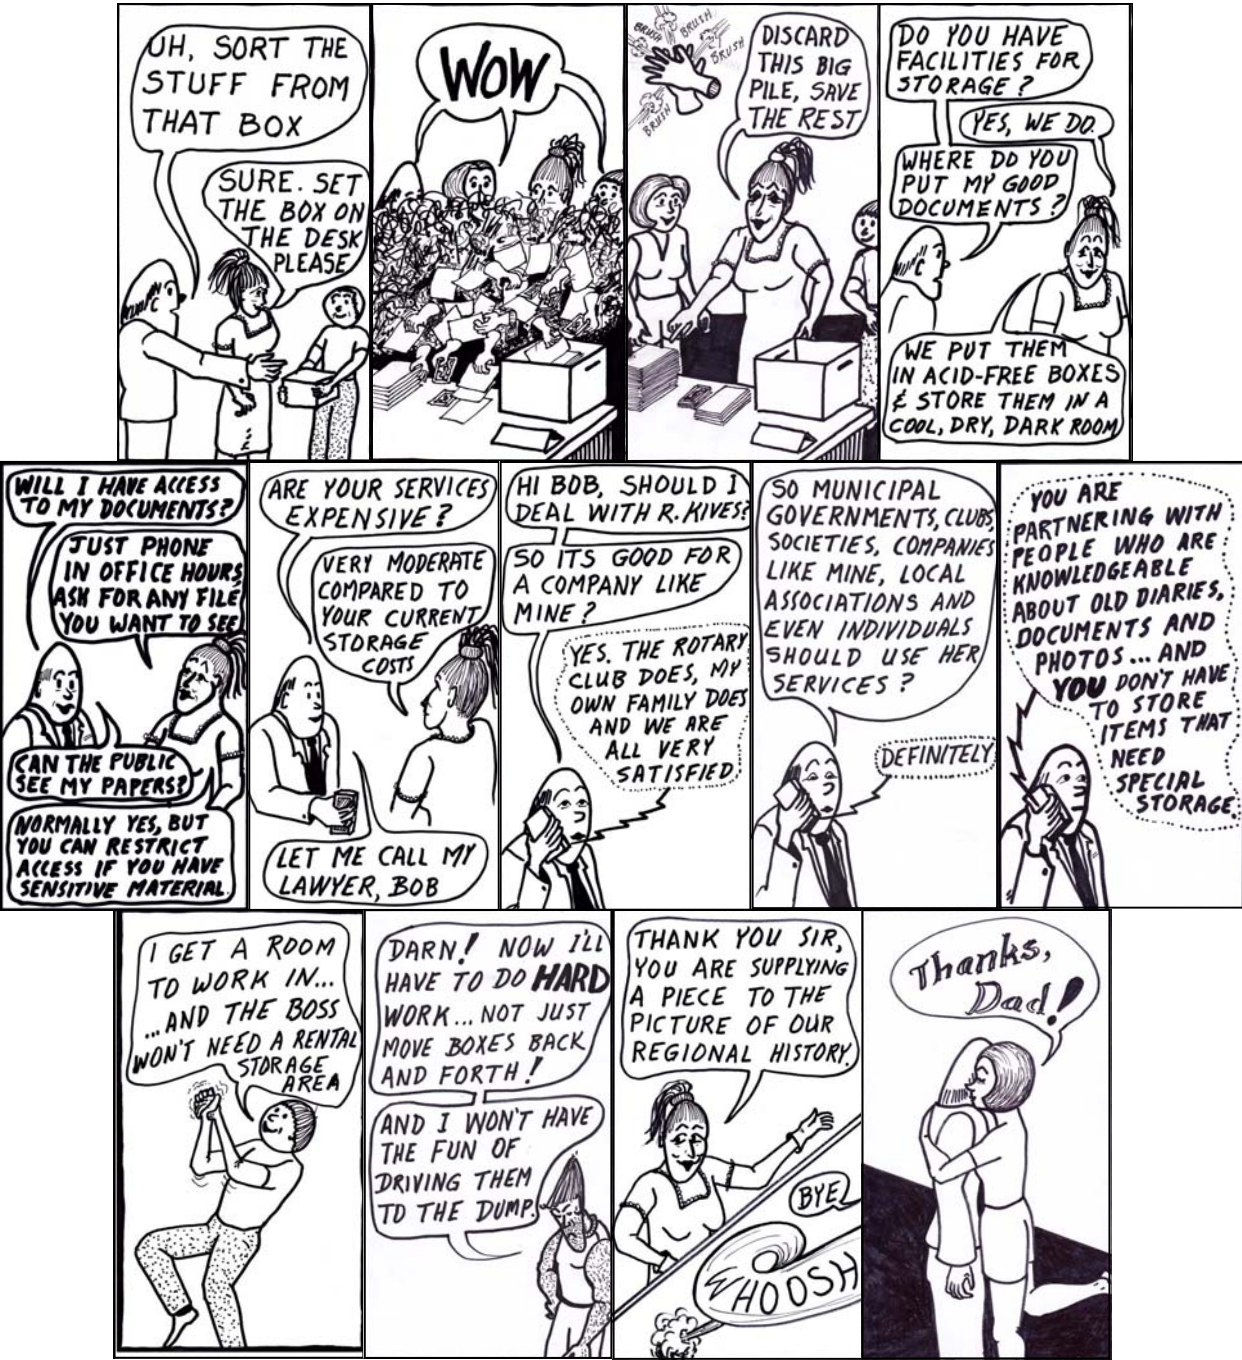 UH, SORT THE
STUFF FROM
THAT BOX
SURE. SET
THE BOX ON
THE DESK
PLEASE
WOW
BRUSH
BRUSH
BRUSH
BRUSH
DISCARD
THIS BIG
PILE, SAVE
THE REST
DO YOU HAVE
FACILITIES FOR
STORAGE?
YES, WE DO.
WHERE DO YOU
PUT MY GOOD
DOCUMENTS?
WE PUT THEM
IN ACID-FREE BOXES
& STORE THEM IN A
COOL, DRY, DARK ROOM
WILL I HAVE ACCESS
TO MY DOCUMENTS?
JUST PHONE
IN OFFICE HOURS
ASK FOR ANY FILE
YOU WANT TO SEE
CAN THE PUBLIC
SEE MY PAPERS?
NORMALLY YES, BUT
YOU CAN RESTRICT
ACCESS IF YOU HAVE
SENSITIVE MATERIAL.
ARE YOUR SERVICES
EXPENSIVE?
VERY MODERATE
COMPARED TO
YOUR CURRENT
STORAGE
COSTS
LET ME CALL MY
LAWYER, BOB
HI BOB, SHOULD I
DEAL WITH R.KIVES?
SO ITS GOOD FOR
A COMPANY LIKE
MINE?
YES. THE ROTARY
CLUB DOES, MY
OWN FAMILY DOES
AND WE ARE
ALL VERY
SATISFIED
SO MUNICIPAL
GOVERNMENTS, CLUBS,
SOCIETIES, COMPANIES
LIKE MINE, LOCAL
ASSOCIATIONS AND
EVEN INDIVIDUALS
SHOULD USE HER
SERVICES?
DEFINITELY
YOU ARE
PARTNERING WITH
PEOPLE WHO ARE
KNOWLEDGEABLE
ABOUT OLD DIARIES,
DOCUMENTS AND
PHOTOS...AND
YOU DON'T HAVE
TO STORE
ITEMS THAT
NEED
SPECIAL
STORAGE.
I GET A ROOM
TO WORK IN...
...AND THE BOSS
WON'T NEED A RENTAL
STORAGE
AREA
DARN! NOW I'LL
HAVE TO DO HARD
WORK...NOT JUST
MOVE BOXES BACK
AND FORTH!
AND I WON'T HAVE
THE FUN OF
DRIVING THEM
TO THE DUMP.
THANK YOU SIR,
YOU ARE SUPPLYING
A PIECE TO THE
PICTURE OF OUR
REGIONAL HISTORY.
BYE
WHOOSH
Thanks,
Dad!